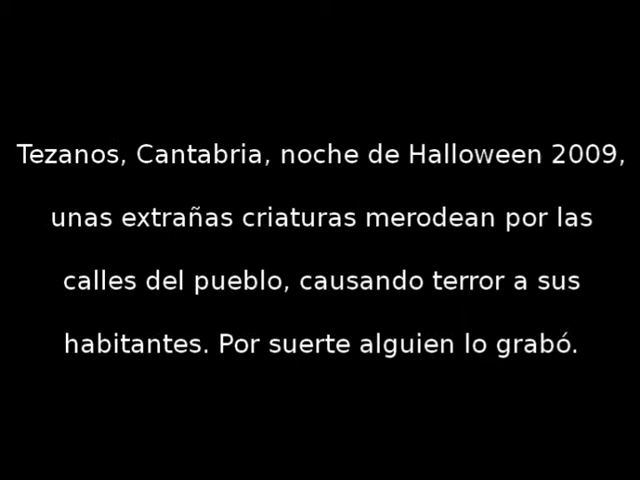 Tezanos, Cantabria, noche de Halloween 2009,
unas extrañas criaturas merodean por las
calles del pueblo, causando terror a sus
habitantes. Por suerte alguien lo grabó.